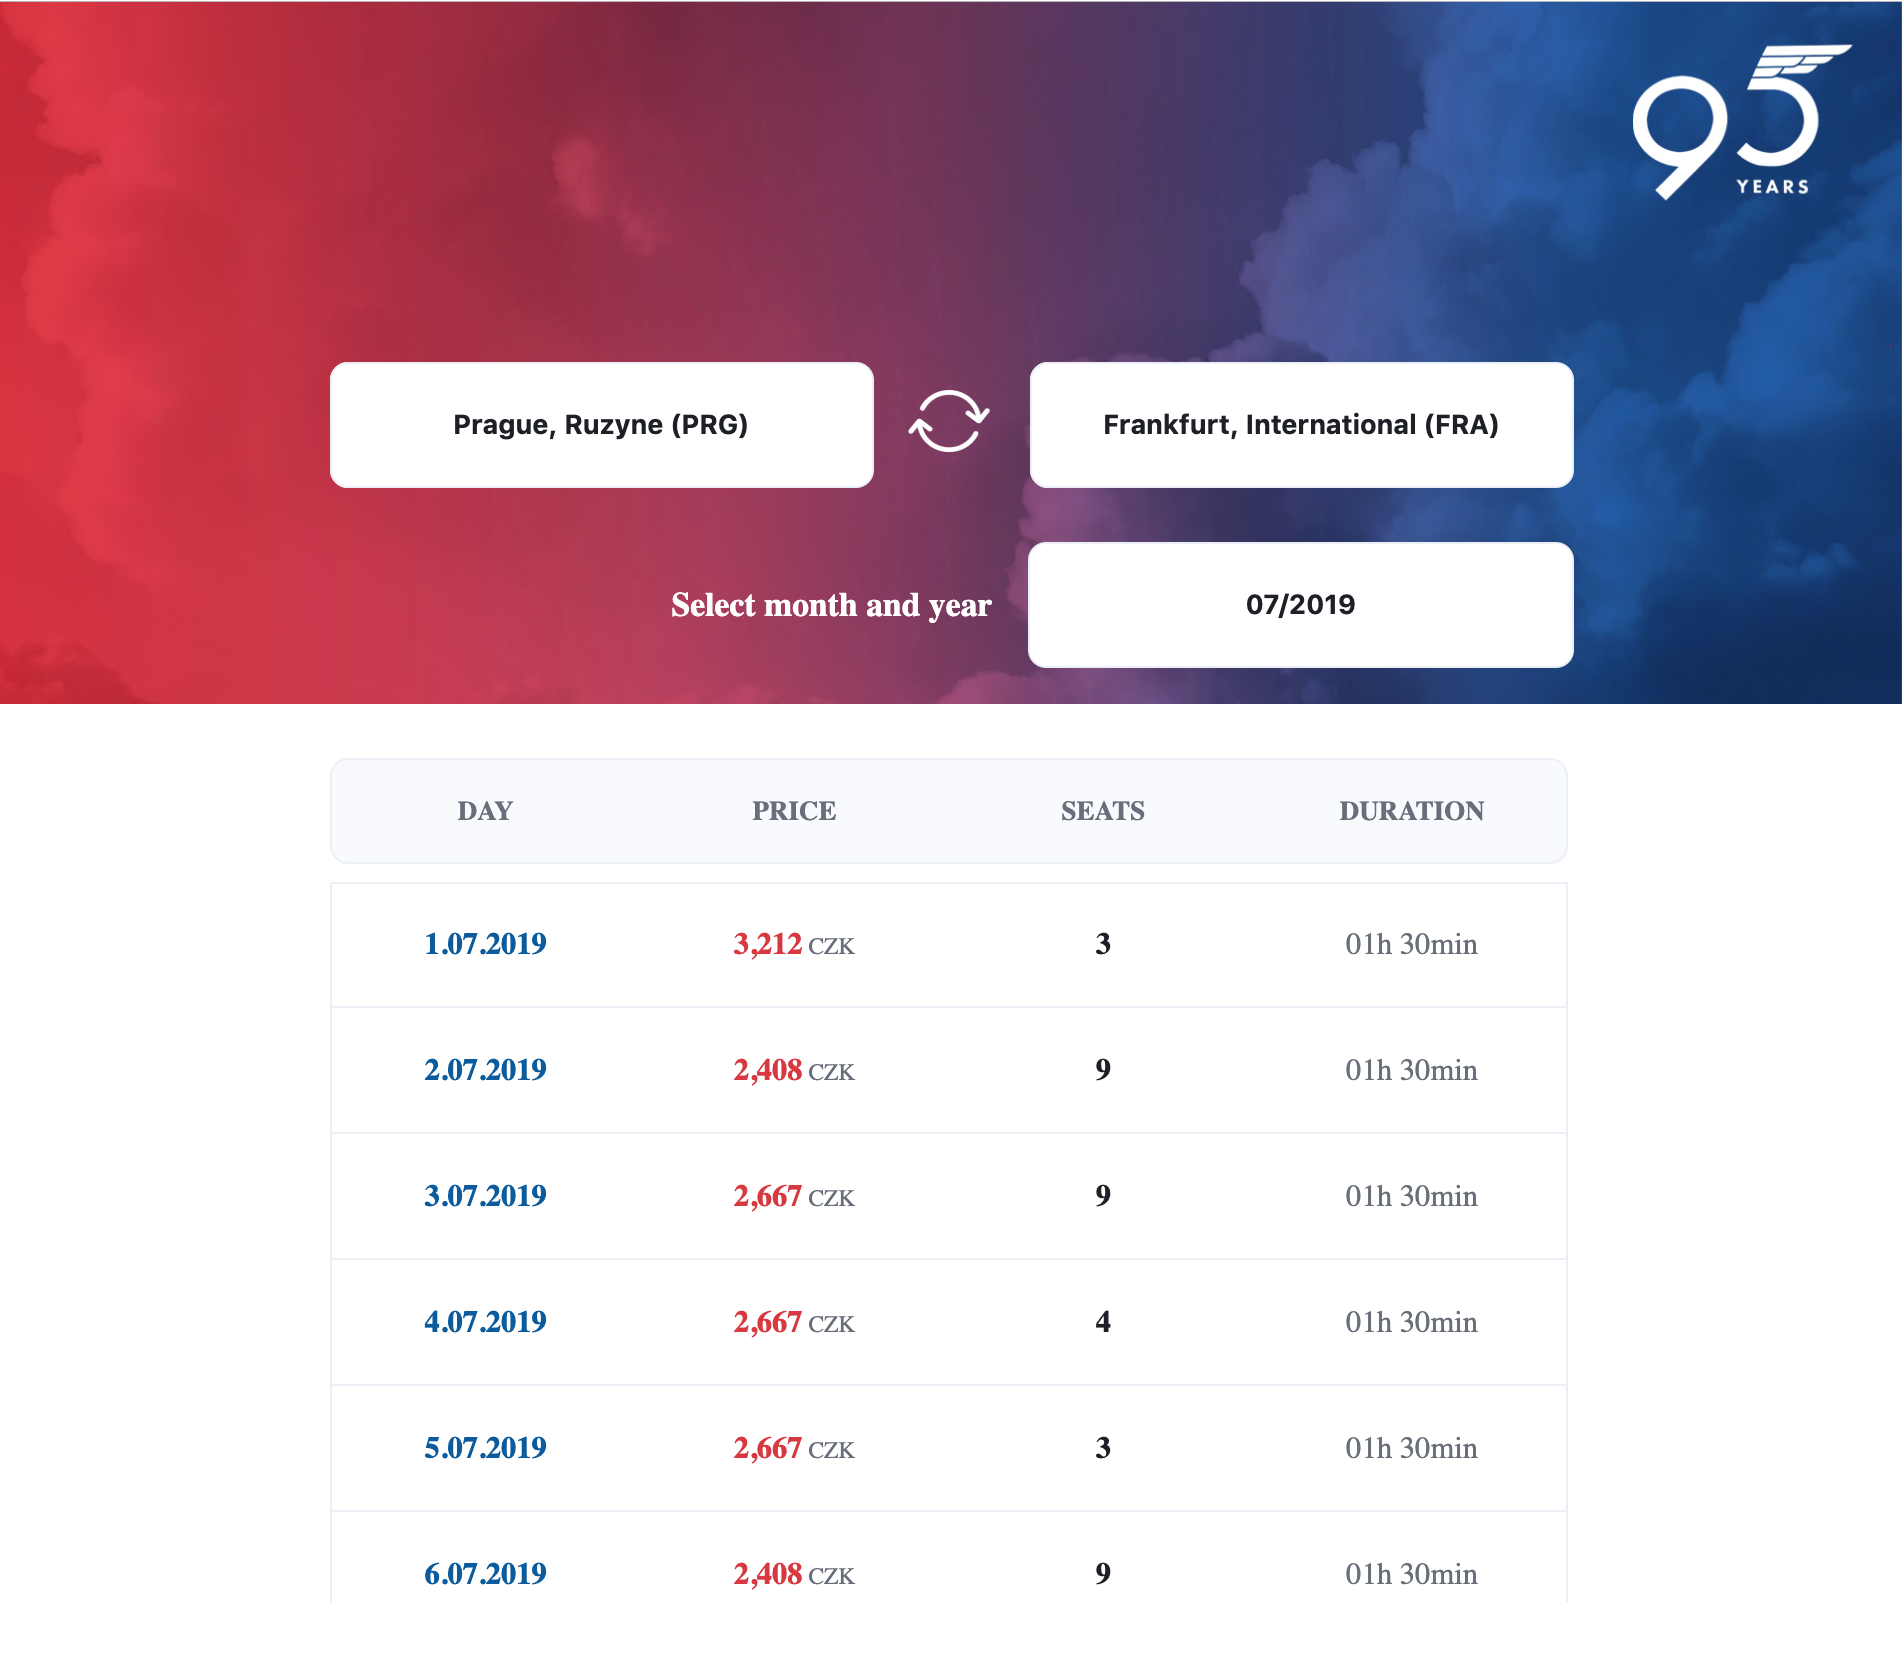 95
YEARS
Prague, Ruzyne (PRG)
Frankfurt, International (FRA)
Select month and year
07/2019
DAY PRICE SEATS DURATION
1.07.2019 3,212 CZK 3 01h 30min
2.07.2019 2,408 CZK 9 01h 30min
3.07.2019 2,667 CZK 9 01h 30min
4.07.2019 2,667 CZK 4 01h 30min
5.07.2019 2,667 CZK 3 01h 30min
6.07.2019 2,408 CZK 9 01h 30min